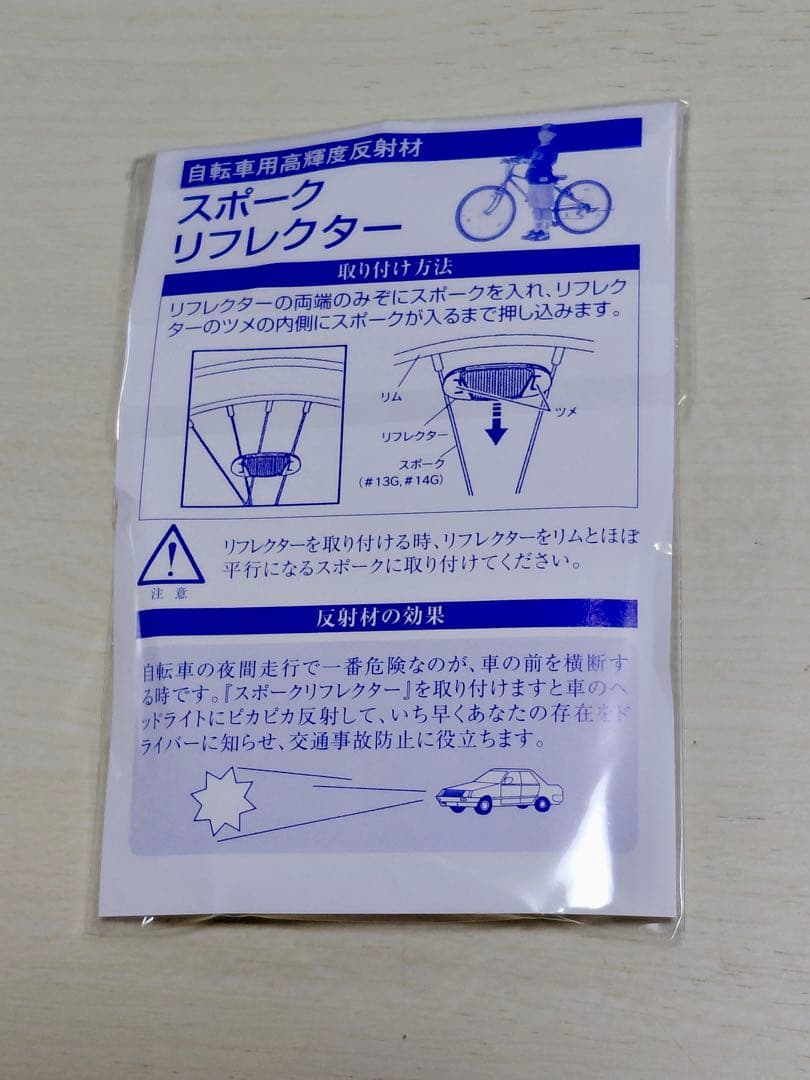 自転車用高輝度反射材
スポーク
リフレクター
取り付け方法
リフレクターの両端のみぞにスポークを入れ、リフレク
ターのツメの内側にスポークが入るまで押し込みます。
リム
ツメ
リフレクター
スポーク
(#13G,#14G)
リフレクターを取り付ける時、リフレクターをリムとほぼ
平行になるスポークに取り付けてください。
注意
反射材の効果
自転車の夜間走行で一番危険なのが、車の前を横断す
る時です。『スポークリフレクター』を取り付けますと車のヘ
ッドライトにピカピカ反射して、いち早くあなたの存在をド
ライバーに知らせ、交通事故防止に役立ちます。